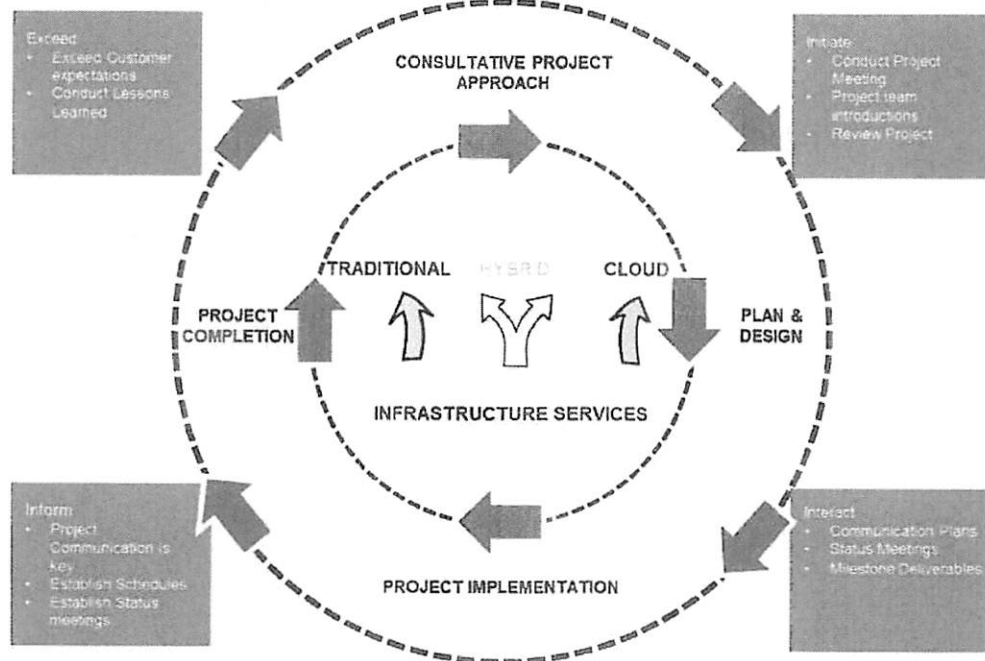 Exceed
• Exceed Customer
expectations
• Conduct Lessons
Learned
CONSULTATIVE PROJECT
APPROACH
Initiate
• Conduct Project
Meeting
• Project team
introductions
• Review Project
TRADITIONAL
HYBRID
CLOUD
PROJECT
COMPLETION
PLAN &
DESIGN
INFRASTRUCTURE SERVICES
Inform
• Project
Communication is
key
• Establish Schedules
• Establish Status
meetings
Interact
• Communication Plans
• Status Meetings
• Milestone Deliverables
PROJECT IMPLEMENTATION